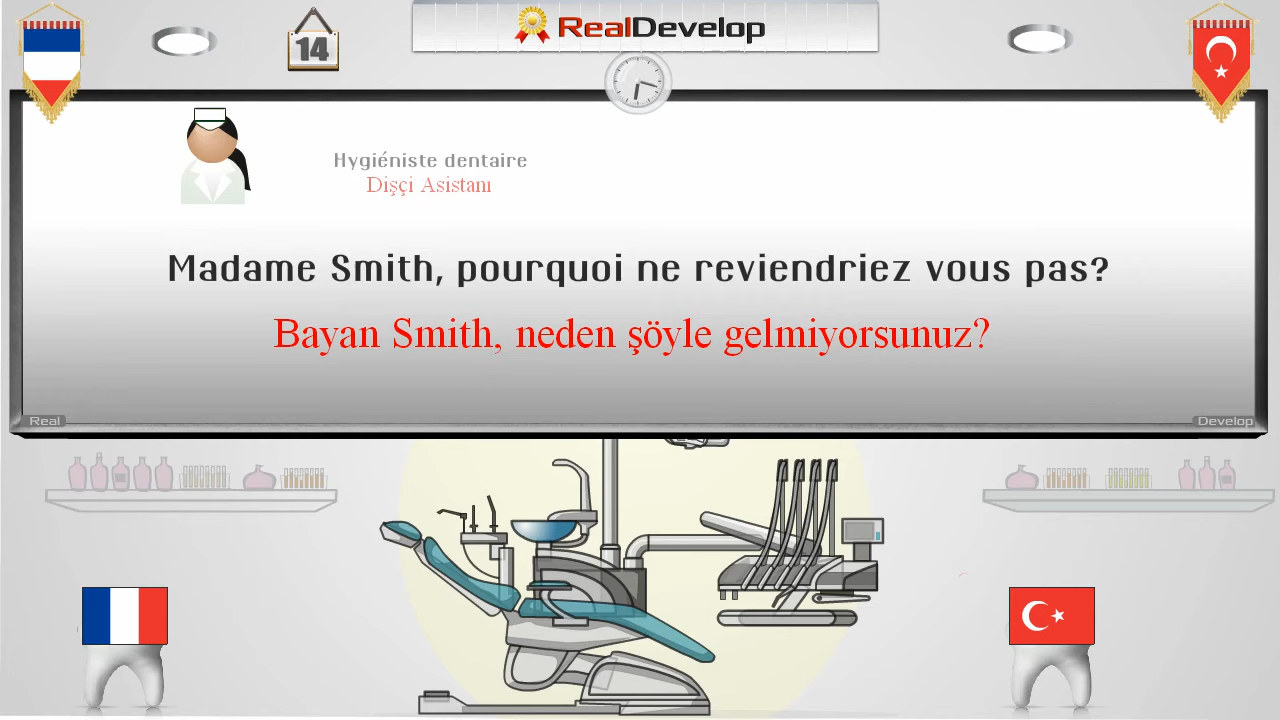 14
RealDevelop
Hygiéniste dentaire
Dişçi Asistanı
Madame Smith, pourquoi ne reviendriez vous pas?
Bayan Smith, neden şöyle gelmiyorsunuz?
Real
Develop